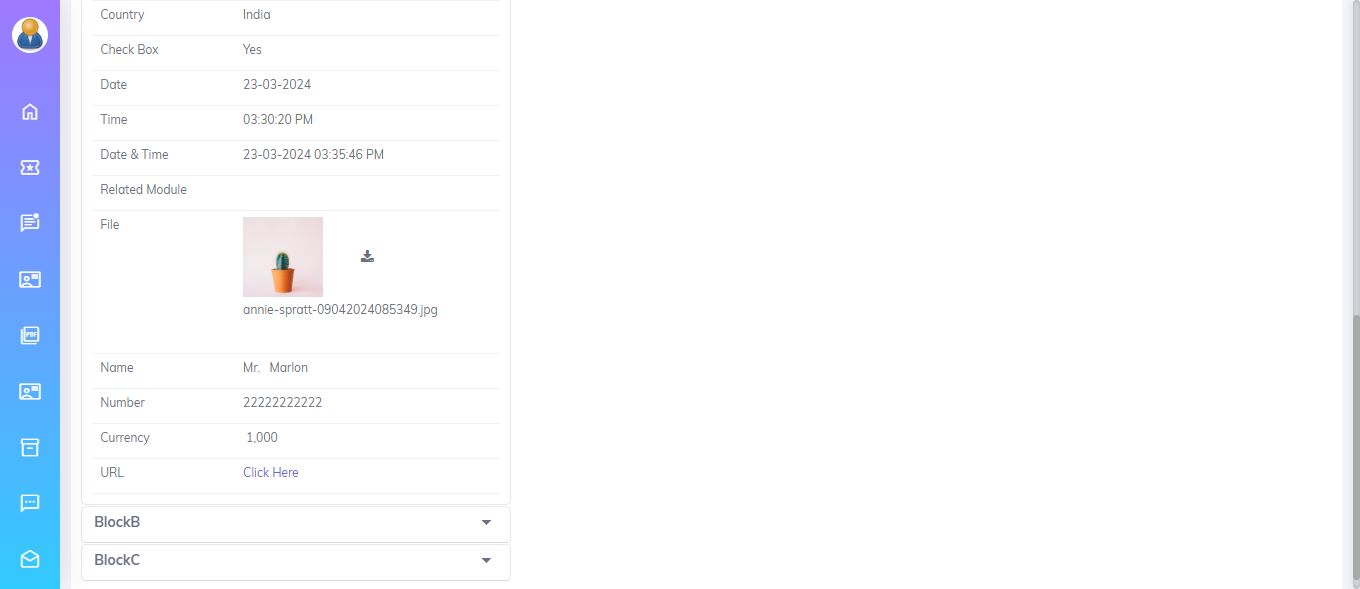 Country India
Check Box Yes
Date 23-03-2024
Time 03:30:20 PM
Date & Time 23-03-2024 03:35:46 PM
Related Module
File
annie-spratt-09042024085349.jpg
Name Mr. Marlon
Number 22222222222
Currency 1,000
URL Click Here
BlockB
BlockC
PDF